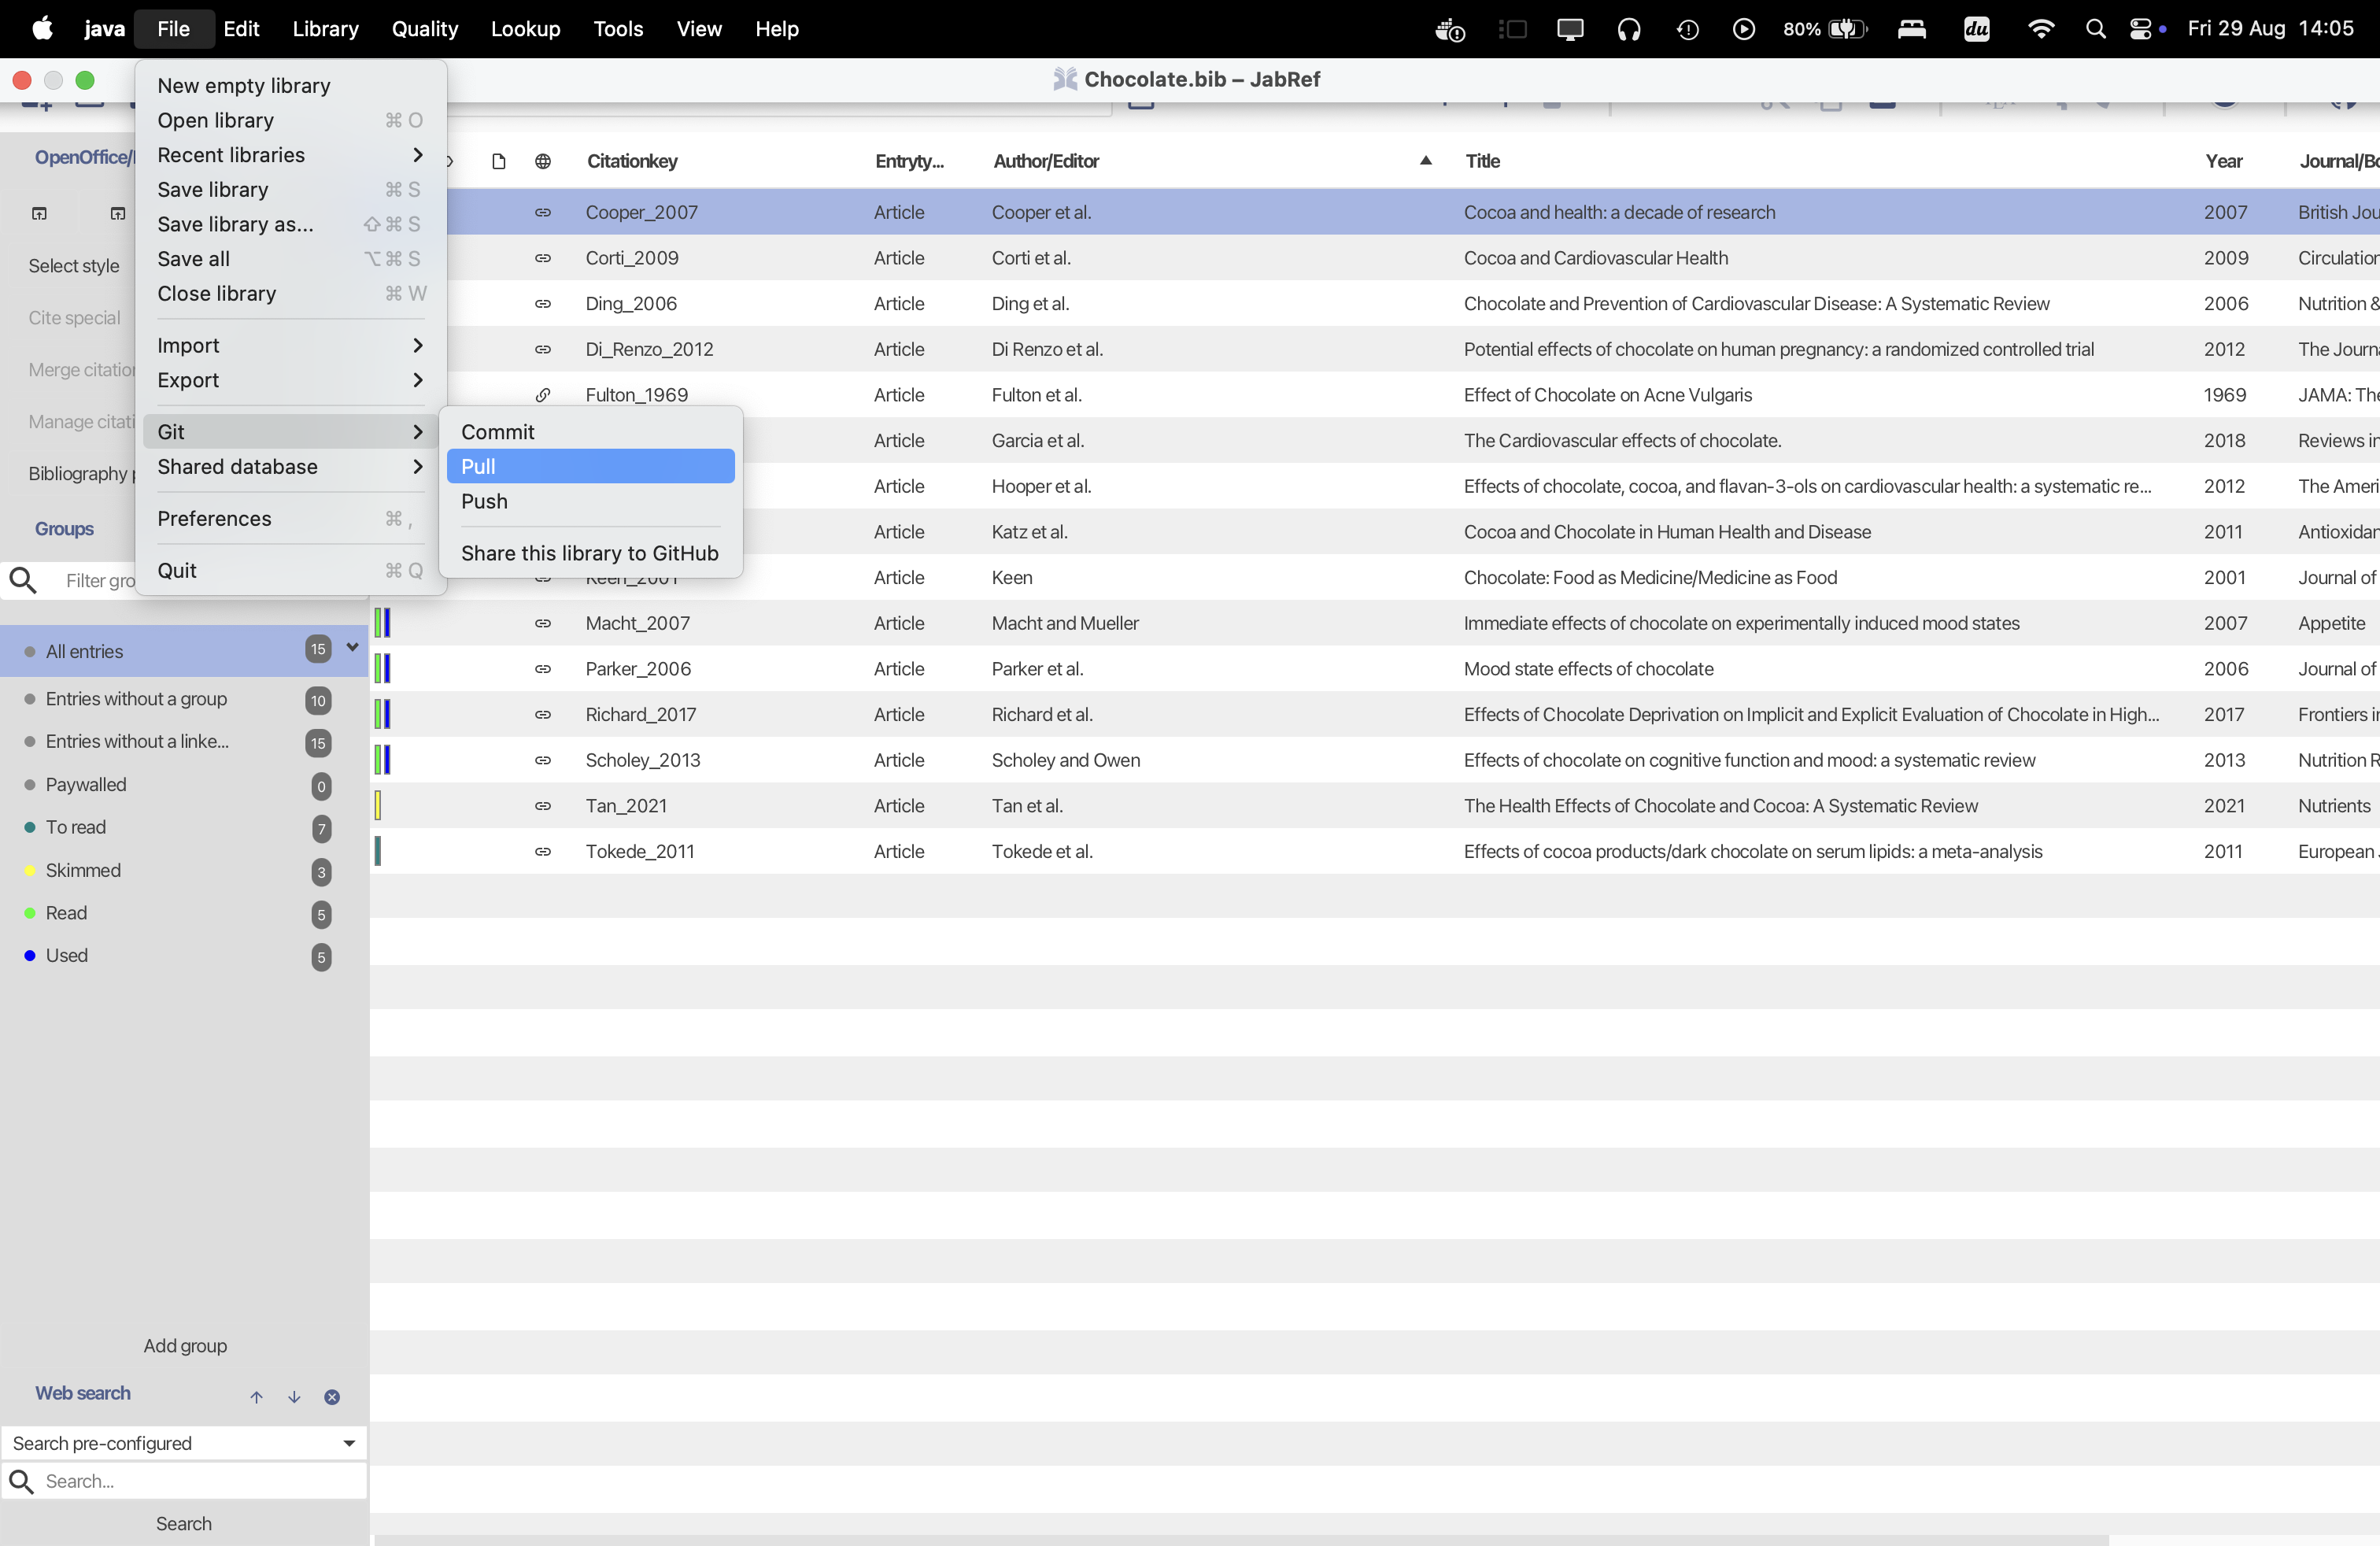 java File Edit Library Quality Lookup Tools View Help 80% du Fri 29 Aug 14:05
Chocolate.bib – JabRef
New empty library
Open library ⌘ O
Recent libraries
Save library ⌘ S
Save library as... ⇧⌘ S
Save all ⌥⌘ S
Close library ⌘ W
Import
Export
Git
Shared database
Preferences ⌘ ,
Quit ⌘ Q
Commit
Pull
Push
Share this library to GitHub
OpenOffice/
Select style
Cite special
Merge citation
Manage citati
Bibliography
Groups
Filter gro
All entries 15
Entries without a group 10
Entries without a linke... 15
Paywalled 0
To read 7
Skimmed 3
Read 5
Used 5
Add group
Web search
Search pre-configured
Search...
Search
Citationkey Entryty... Author/Editor Title Year Journal/Bo
Cooper_2007 Article Cooper et al. Cocoa and health: a decade of research 2007 British Jou
Corti_2009 Article Corti et al. Cocoa and Cardiovascular Health 2009 Circulation
Ding_2006 Article Ding et al. Chocolate and Prevention of Cardiovascular Disease: A Systematic Review 2006 Nutrition &
Di_Renzo_2012 Article Di Renzo et al. Potential effects of chocolate on human pregnancy: a randomized controlled trial 2012 The Journa
Fulton_1969 Article Fulton et al. Effect of Chocolate on Acne Vulgaris 1969 JAMA: The
Article Garcia et al. The Cardiovascular effects of chocolate. 2018 Reviews in
Article Hooper et al. Effects of chocolate, cocoa, and flavan-3-ols on cardiovascular health: a systematic re... 2012 The Ameri
Article Katz et al. Cocoa and Chocolate in Human Health and Disease 2011 Antioxidan
Keen_2001 Article Keen Chocolate: Food as Medicine/Medicine as Food 2001 Journal of
Macht_2007 Article Macht and Mueller Immediate effects of chocolate on experimentally induced mood states 2007 Appetite
Parker_2006 Article Parker et al. Mood state effects of chocolate 2006 Journal of
Richard_2017 Article Richard et al. Effects of Chocolate Deprivation on Implicit and Explicit Evaluation of Chocolate in High... 2017 Frontiers i
Scholey_2013 Article Scholey and Owen Effects of chocolate on cognitive function and mood: a systematic review 2013 Nutrition R
Tan_2021 Article Tan et al. The Health Effects of Chocolate and Cocoa: A Systematic Review 2021 Nutrients
Tokede_2011 Article Tokede et al. Effects of cocoa products/dark chocolate on serum lipids: a meta-analysis 2011 European